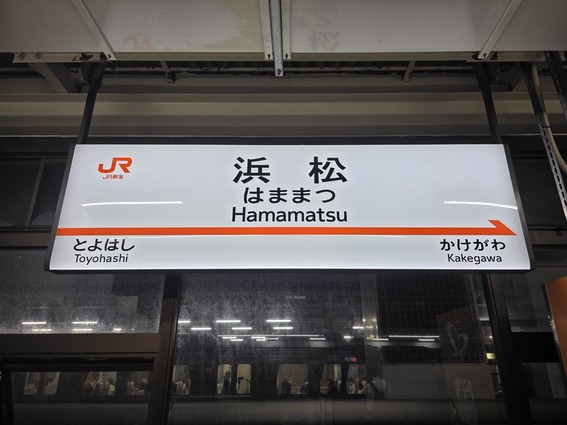 JR
JR東海
浜松
はままつ
Hamamatsu
とよはし
Toyohashi
かけがわ
Kakegawa